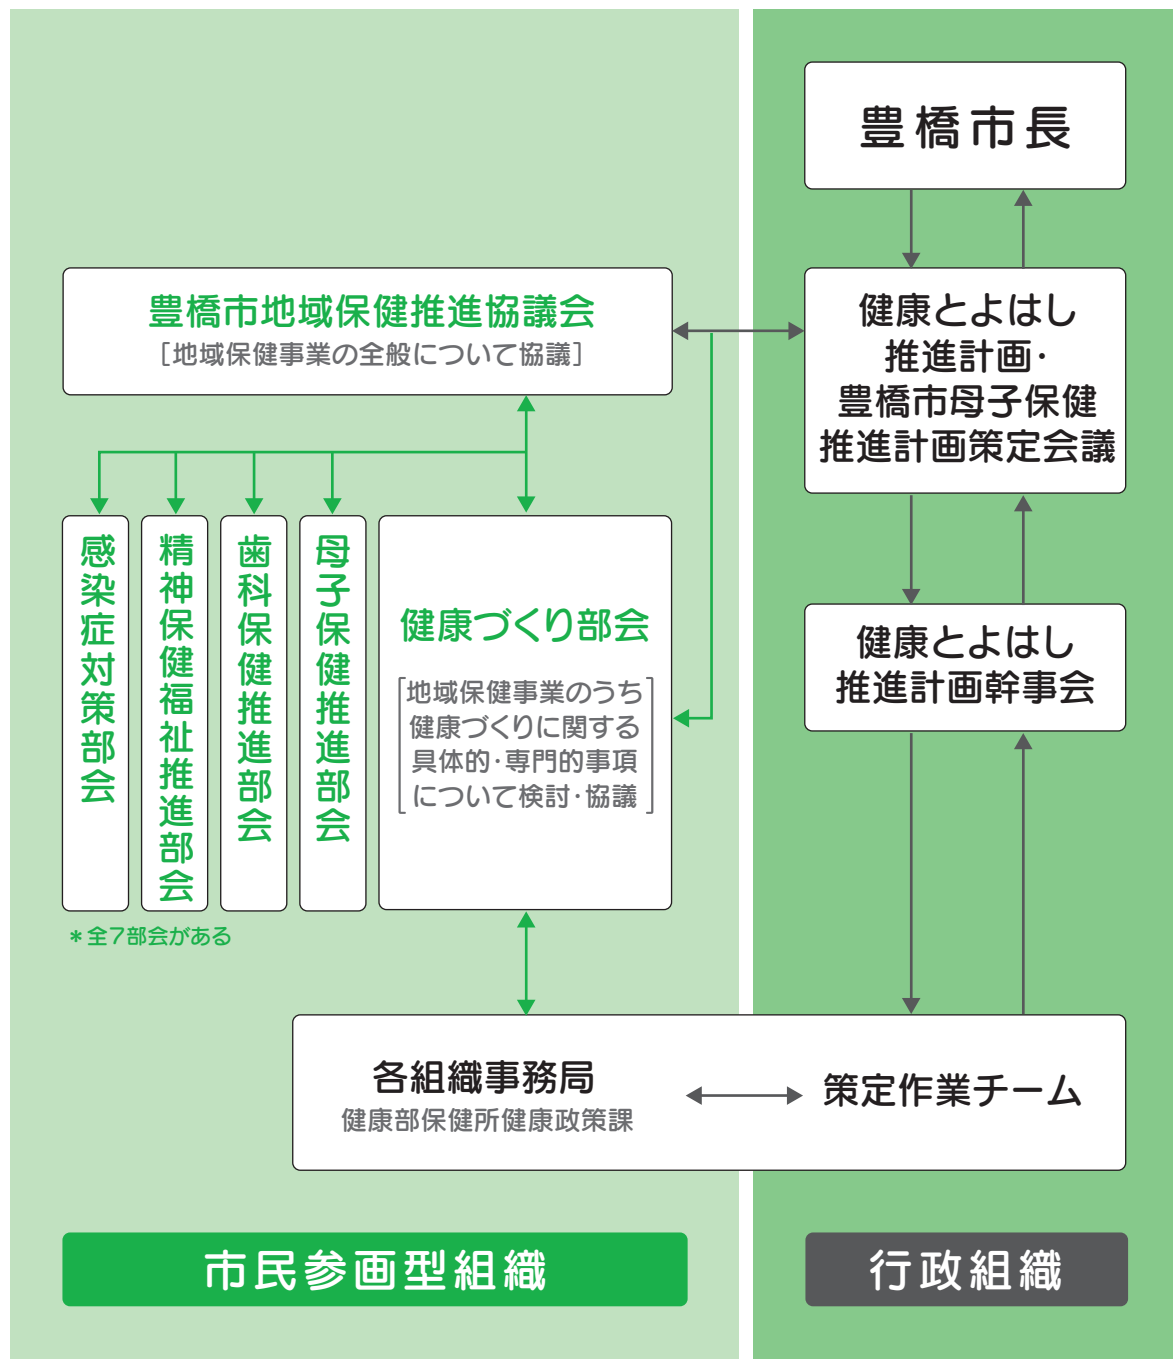 豊橋市長
豊橋市地域保健推進協議会
[地域保健事業の全般について協議]
健康とよはし
推進計画・
豊橋市母子保健
推進計画策定会議
感染症対策部会
精神保健福祉推進部会
歯科保健推進部会
母子保健推進部会
健康づくり部会
[地域保健事業のうち
健康づくりに関する
具体的・専門的事項
について検討・協議]
健康とよはし
推進計画幹事会
*全7部会がある
各組織事務局
健康部保健所健康政策課
策定作業チーム
市民参画型組織
行政組織